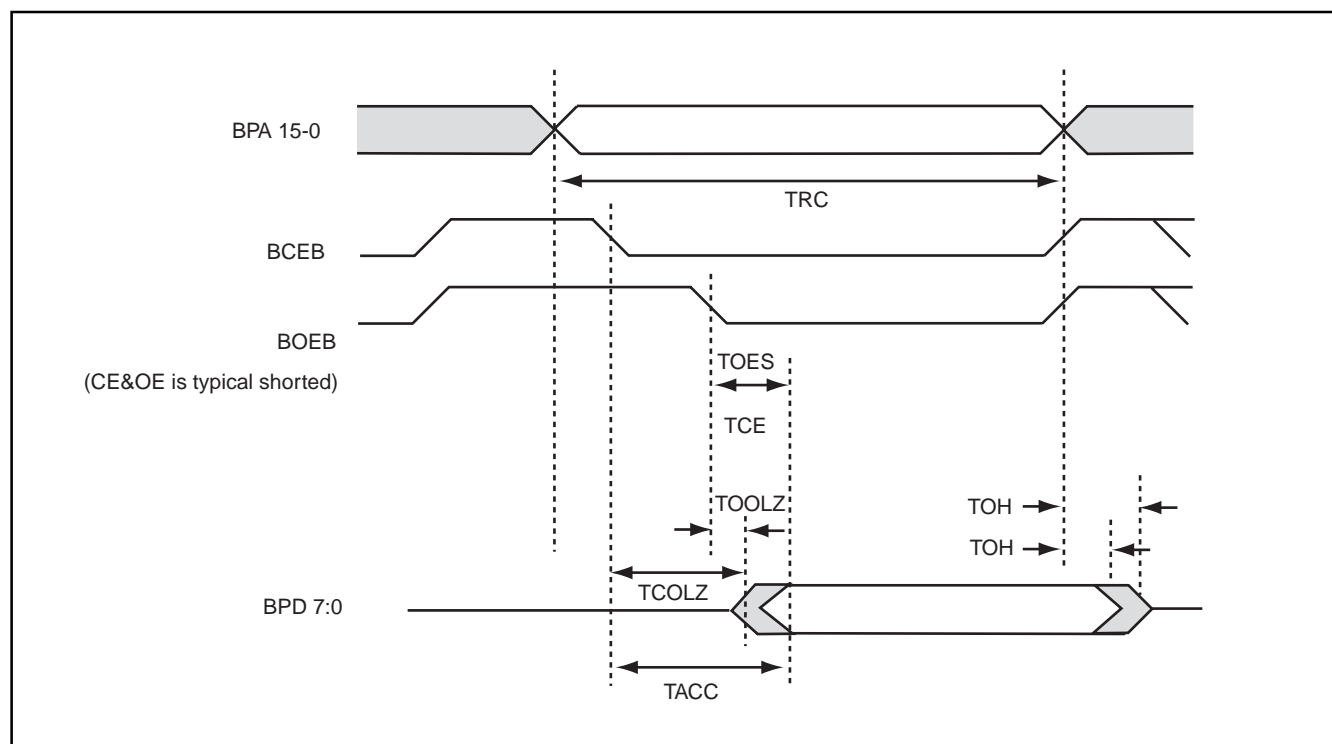 BPA 15-0
TRC
BCEB
BOEB
(CE&OE is typical shorted)
TOES
TCE
TOOLZ
TOH
TOH
TCOLZ
BPD 7:0
TACC